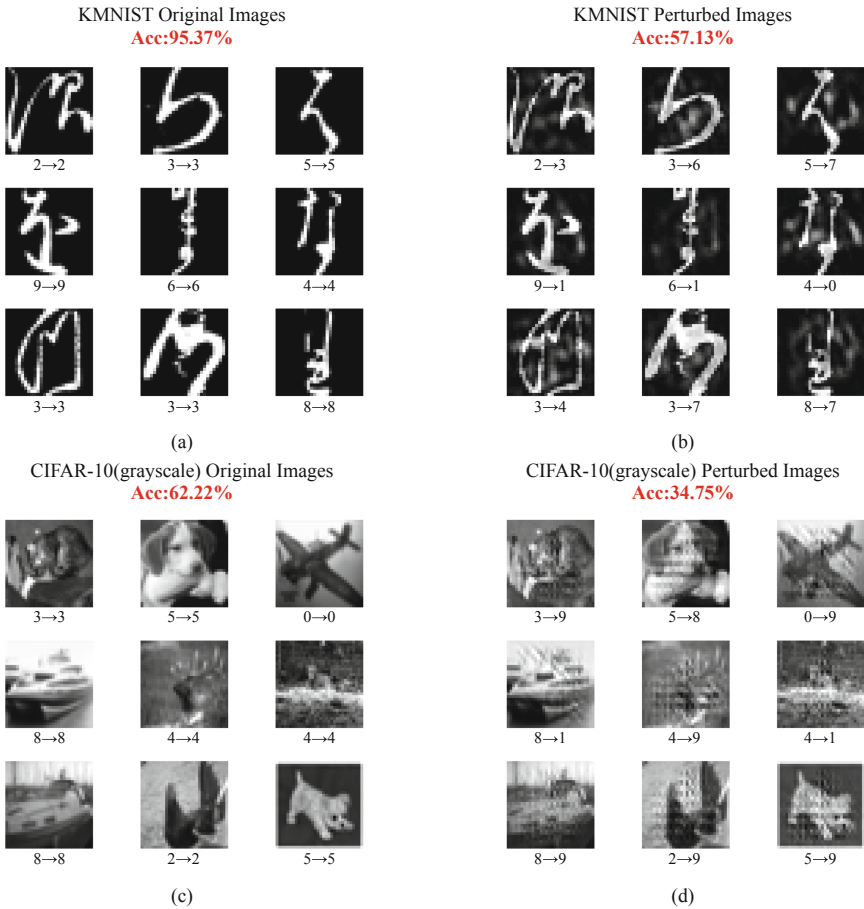 KMNIST Original Images
Acc:95.37%
2→2 3→3 5→5
9→9 6→6 4→4
3→3 3→3 8→8
(a)
KMNIST Perturbed Images
Acc:57.13%
2→3 3→6 5→7
9→1 6→1 4→0
3→4 3→7 8→7
(b)
CIFAR-10(grayscale) Original Images
Acc:62.22%
3→3 5→5 0→0
8→8 4→4 4→4
8→8 2→2 5→5
(c)
CIFAR-10(grayscale) Perturbed Images
Acc:34.75%
3→9 5→8 0→9
8→1 4→9 4→1
8→9 2→9 5→9
(d)